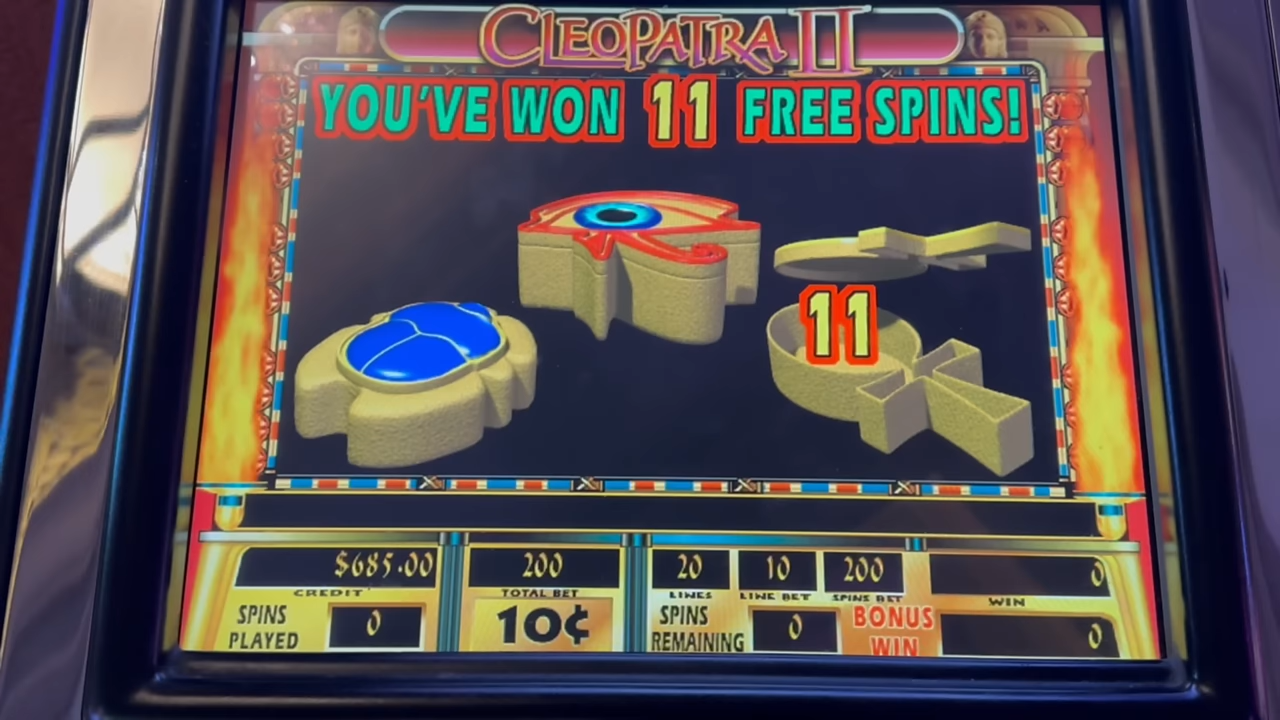 CLEOPATRA II
YOU'VE WON 11 FREE SPINS!
11
$685.00 200 20 10 200 0
CREDIT TOTAL BET LINES LINE BET SPINS BET WIN
SPINS PLAYED 0 10¢ SPINS REMAINING 0 BONUS WIN 0